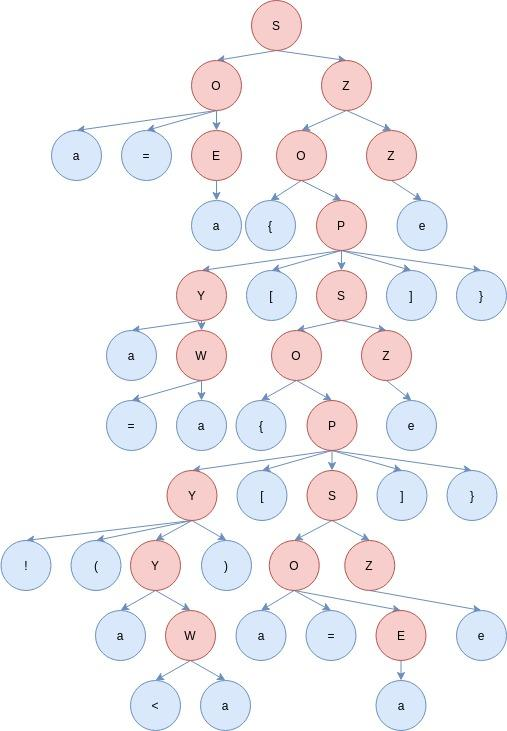 S
O Z
a = E O Z
a { P e
Y [ S ] }
a W O Z
= a { P e
Y [ S ] }
! ( Y ) O Z
a W a = E e
< a a